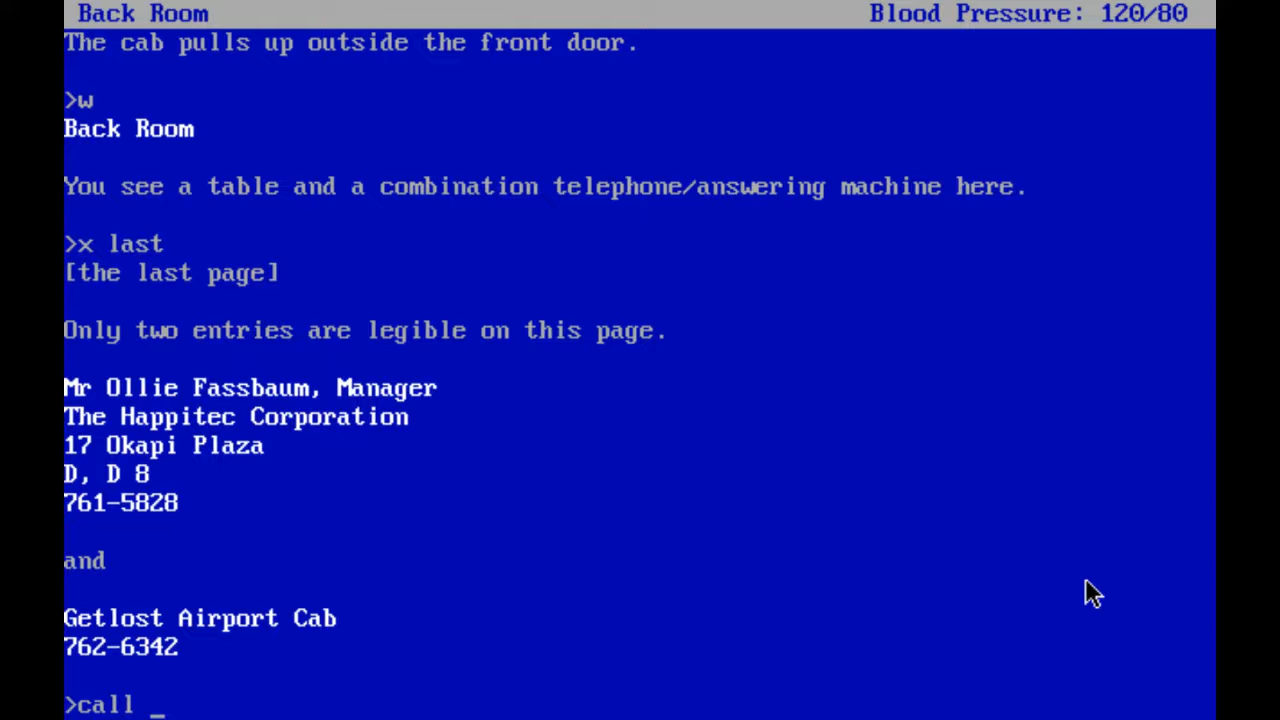 Back Room Blood Pressure: 120/80
The cab pulls up outside the front door.
>w
Back Room
You see a table and a combination telephone/answering machine here.
>x last
[the last page]
Only two entries are legible on this page.
Mr Ollie Fassbaum, Manager
The Happitec Corporation
17 Okapi Plaza
D, D 8
761-5828
and
Getlost Airport Cab
762-6342
>call _